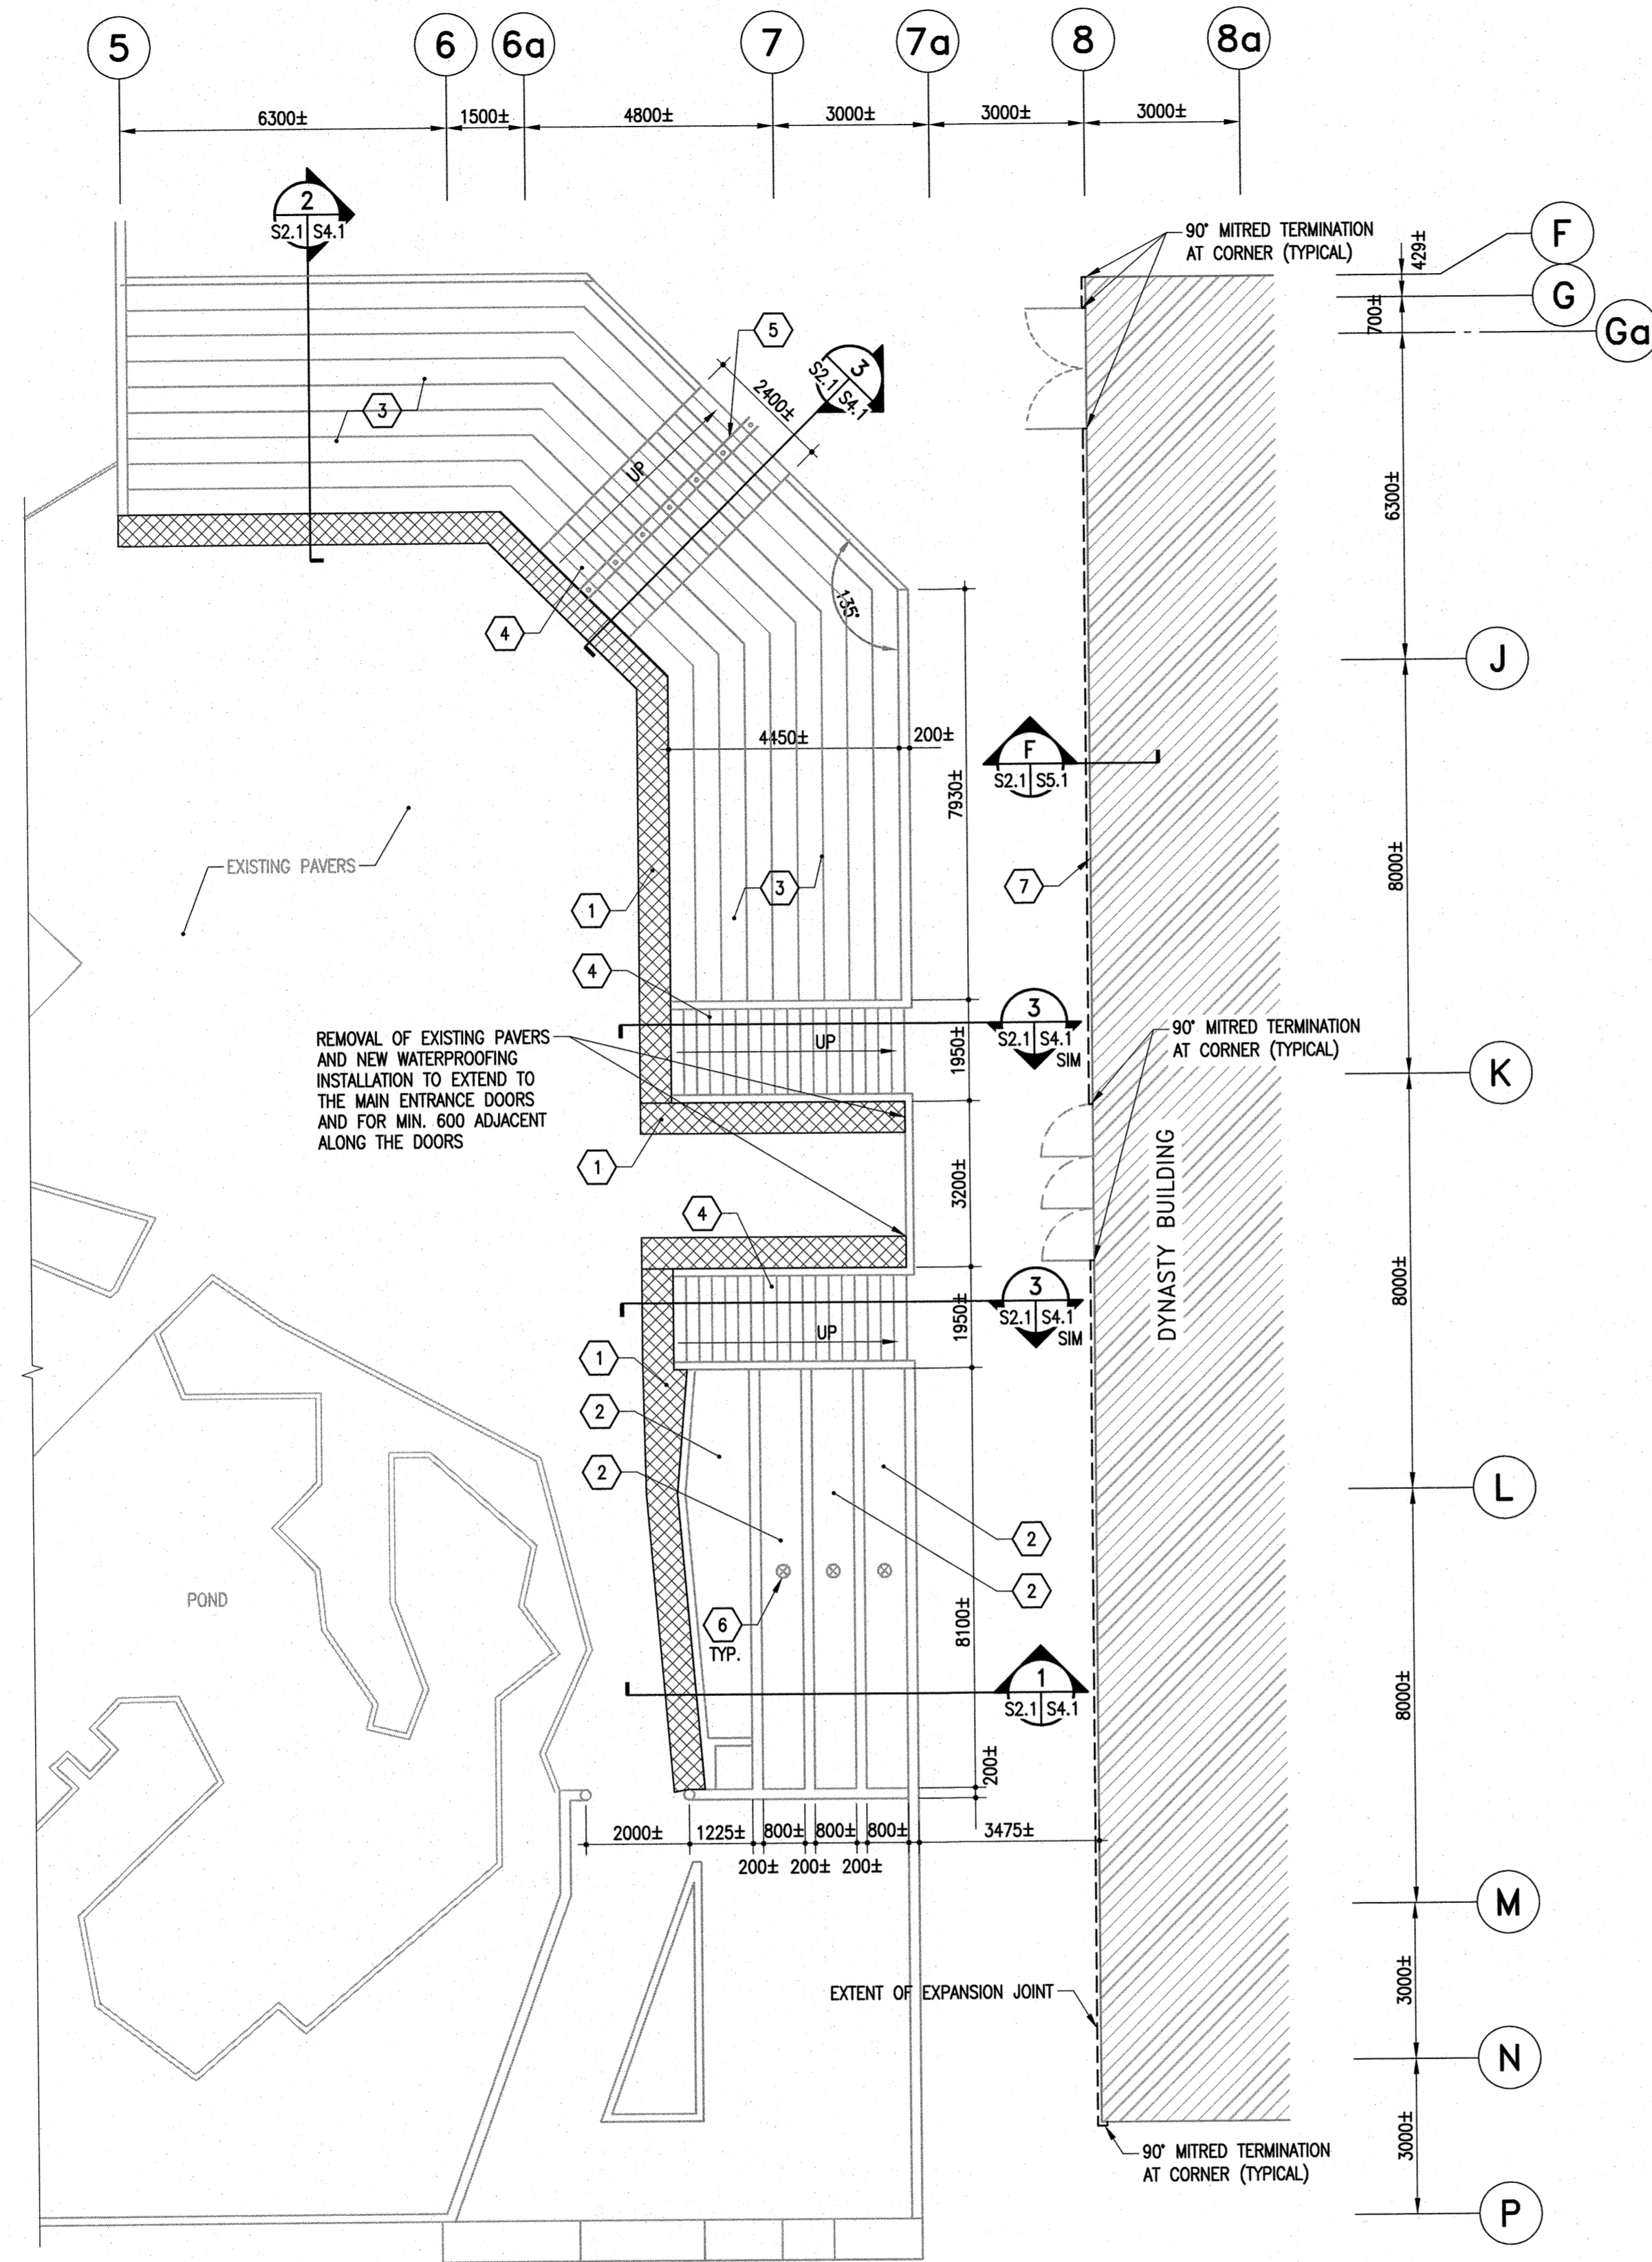 5
6
6a
7
7a
8
8a
6300±
1500±
4800±
3000±
3000±
3000±
2
S2.1
S4.1
90° MITRED TERMINATION
AT CORNER (TYPICAL)
F
429±
G
700±
Ga
5
3
S2.1
S4.1
2400±
3
UP
6300±
4
135°
J
4450±
200±
F
S2.1
S5.1
7930±
EXISTING PAVERS
3
7
8000±
1
4
REMOVAL OF EXISTING PAVERS
AND NEW WATERPROOFING
INSTALLATION TO EXTEND TO
THE MAIN ENTRANCE DOORS
AND FOR MIN. 600 ADJACENT
ALONG THE DOORS
UP
1950±
3
S2.1
S4.1
SIM
90° MITRED TERMINATION
AT CORNER (TYPICAL)
K
1
3200±
4
DYNASTY BUILDING
8000±
3
S2.1
S4.1
SIM
UP
1950±
1
2
2
L
2
2
POND
6
TYP.
8100±
1
S2.1
S4.1
8000±
200±
2000±
1225±
800±
800±
800±
3475±
200±
200±
200±
M
EXTENT OF EXPANSION JOINT
3000±
N
90° MITRED TERMINATION
AT CORNER (TYPICAL)
3000±
P